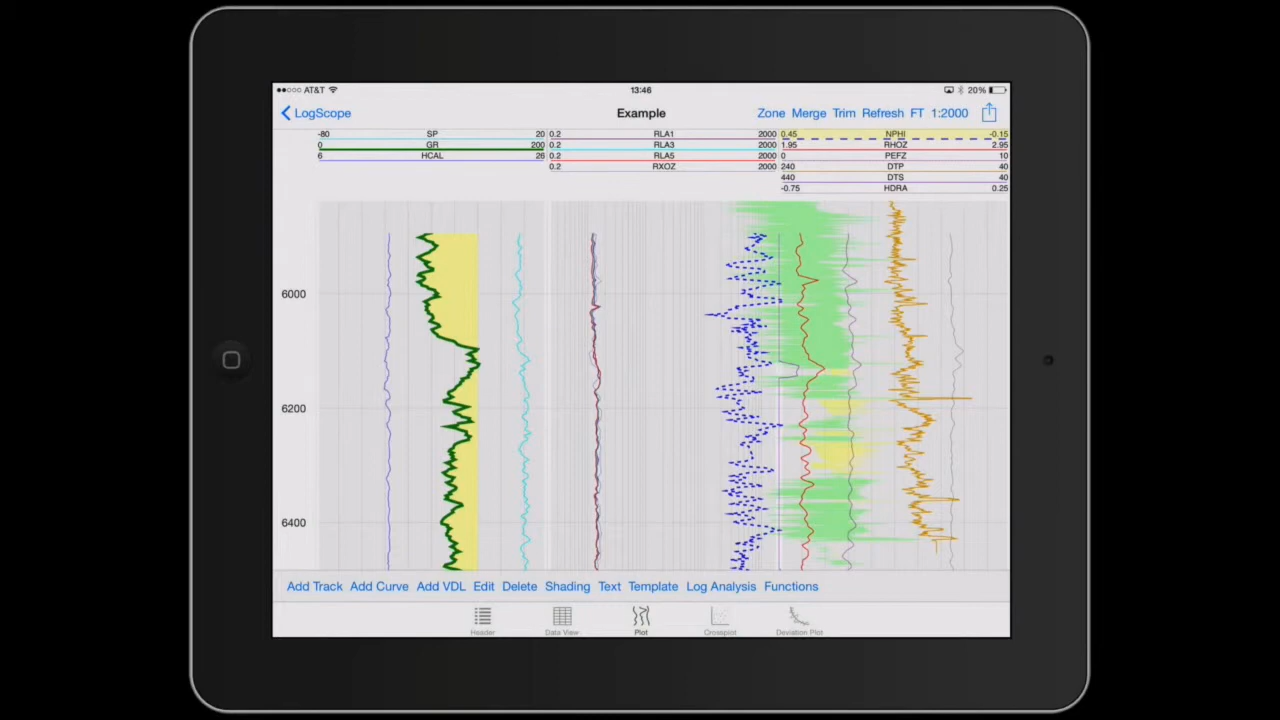 AT&T 13:46 20%
LogScope Example Zone Merge Trim Refresh FT 1:2000
-80 SP 20 0.2 RLA1 2000 0.45 NPHI -0.15
0 GR 200 0.2 RLA3 2000 1.95 RHOZ 2.95
6 HCAL 26 0.2 RLA5 2000 0 PEFZ 10
0.2 RXOZ 2000 240 DTP 40
440 DTS 40
-0.75 HDRA 0.25
6000
6200
6400
Add Track Add Curve Add VDL Edit Delete Shading Text Template Log Analysis Functions
Header Data View Plot Crossplot Deviation Plot